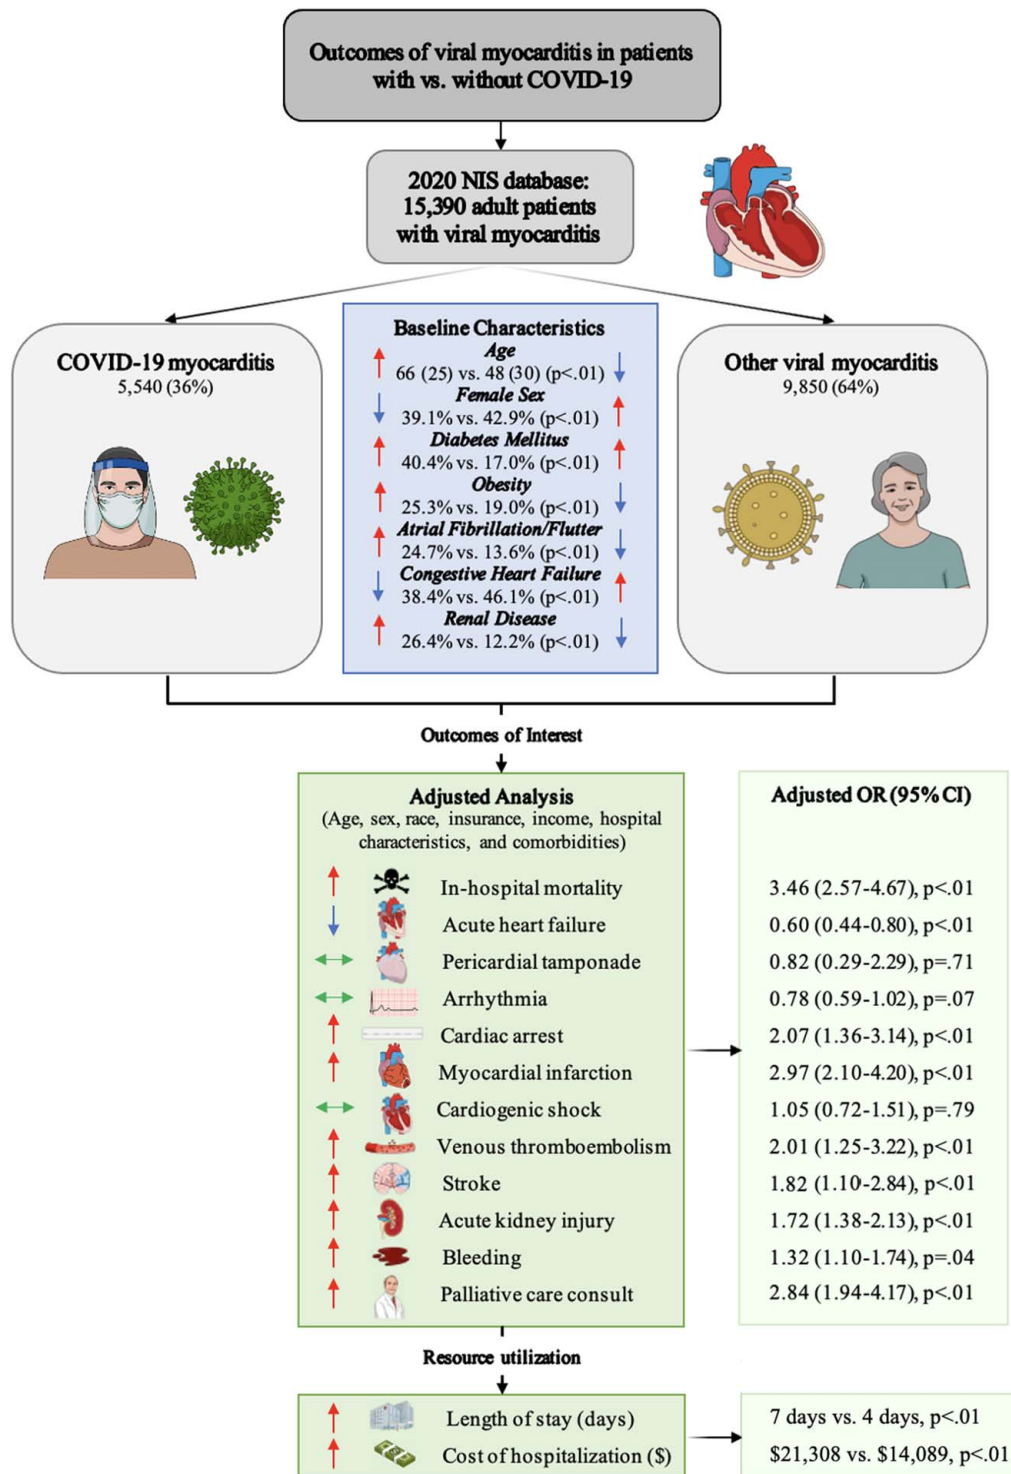 Outcomes of viral myocarditis in patients
with vs. without COVID-19
2020 NIS database:
15,390 adult patients
with viral myocarditis
COVID-19 myocarditis
5,540 (36%)
Baseline Characteristics
Age
66 (25) vs. 48 (30) (p<.01)
Female Sex
39.1% vs. 42.9% (p<.01)
Diabetes Mellitus
40.4% vs. 17.0% (p<.01)
Obesity
25.3% vs. 19.0% (p<.01)
Atrial Fibrillation/Flutter
24.7% vs. 13.6% (p<.01)
Congestive Heart Failure
38.4% vs. 46.1% (p<.01)
Renal Disease
26.4% vs. 12.2% (p<.01)
Other viral myocarditis
9,850 (64%)
Outcomes of Interest
Adjusted Analysis
(Age, sex, race, insurance, income, hospital
characteristics, and comorbidities)
Adjusted OR (95% CI)
In-hospital mortality 3.46 (2.57-4.67), p<.01
Acute heart failure 0.60 (0.44-0.80), p<.01
Pericardial tamponade 0.82 (0.29-2.29), p=.71
Arrhythmia 0.78 (0.59-1.02), p=.07
Cardiac arrest 2.07 (1.36-3.14), p<.01
Myocardial infarction 2.97 (2.10-4.20), p<.01
Cardiogenic shock 1.05 (0.72-1.51), p=.79
Venous thromboembolism 2.01 (1.25-3.22), p<.01
Stroke 1.82 (1.10-2.84), p<.01
Acute kidney injury 1.72 (1.38-2.13), p<.01
Bleeding 1.32 (1.10-1.74), p=.04
Palliative care consult 2.84 (1.94-4.17), p<.01
Resource utilization
Length of stay (days) 7 days vs. 4 days, p<.01
Cost of hospitalization ($) $21,308 vs. $14,089, p<.01